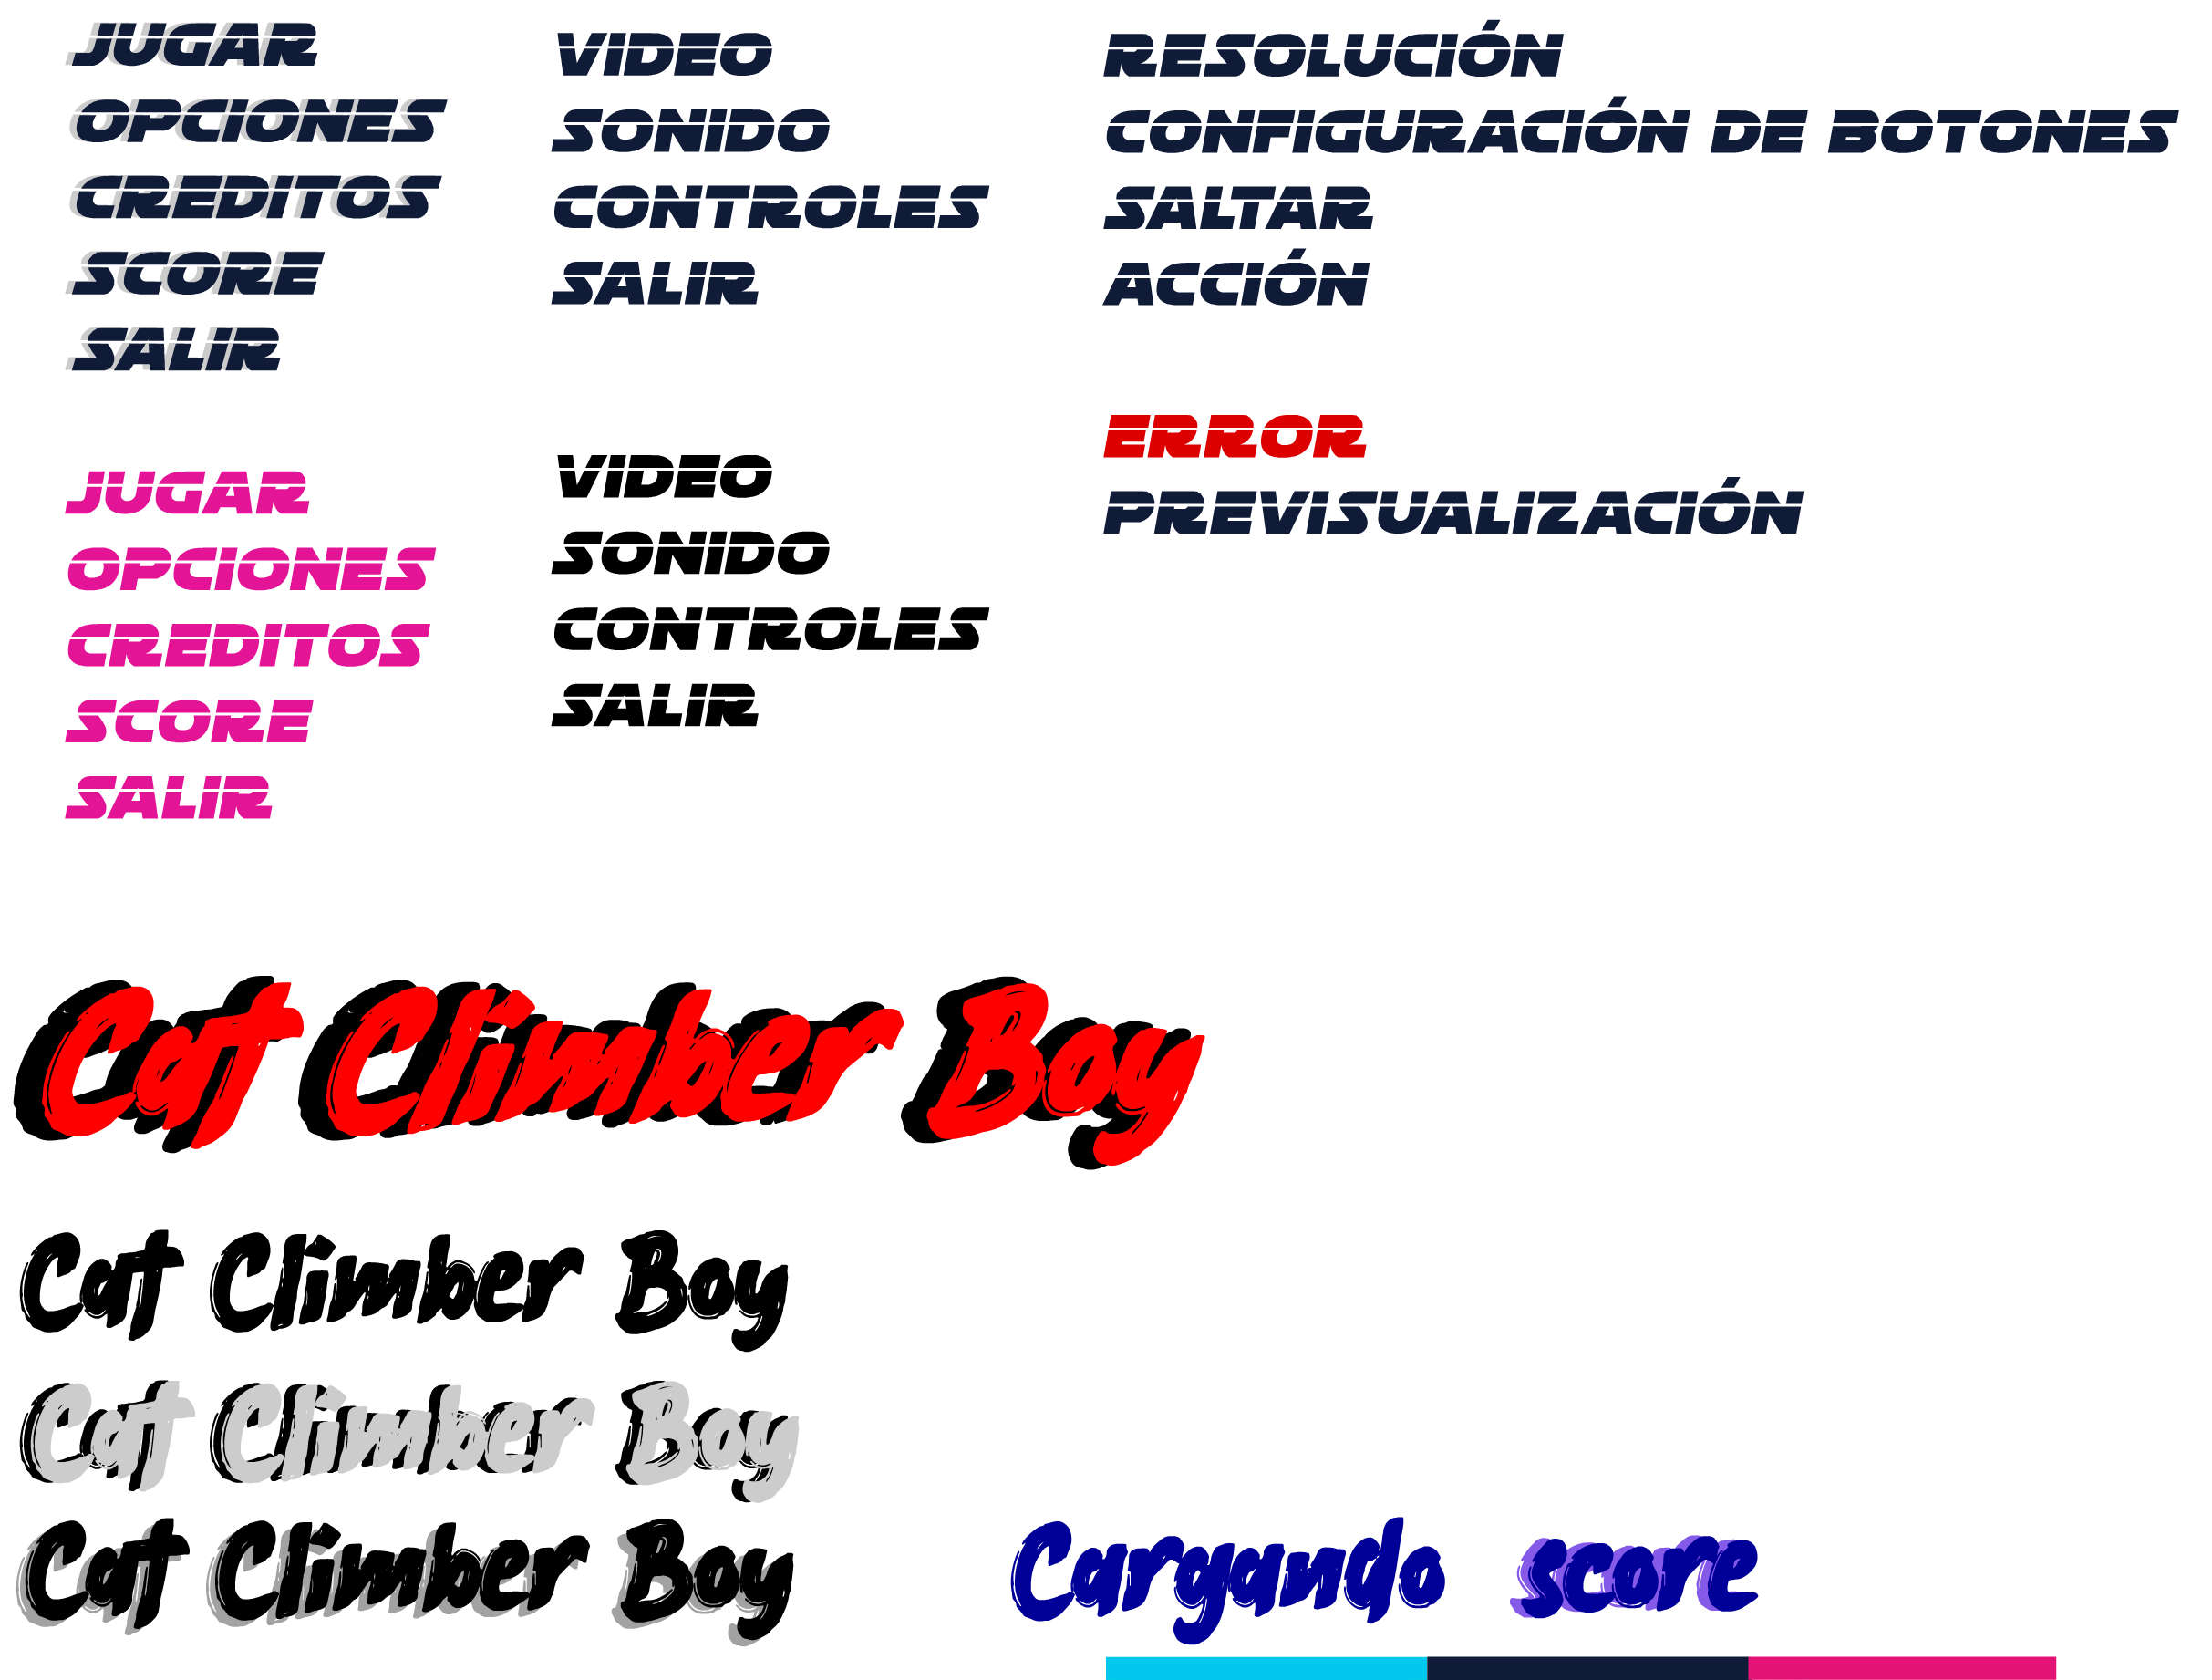 JUGAR
OPCIONES
CREDITOS
SCORE
SALIR
VIDEO
SONIDO
CONTROLES
SALIR
RESOLUCIÓN
CONFIGURACIÓN DE BOTONES
SALTAR
ACCIÓN
ERROR
PREVISUALIZACIÓN
JUGAR
OPCIONES
CREDITOS
SCORE
SALIR
VIDEO
SONIDO
CONTROLES
SALIR
Cat Climber Boy
Cat Climber Boy
Cat Climber Boy
Cat Climber Boy
Cargando
Score